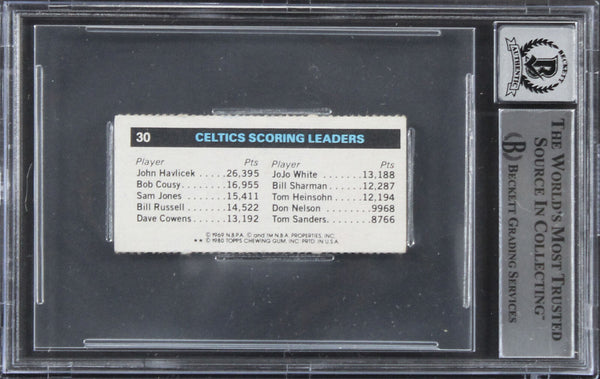 30 CELTICS SCORING LEADERS
Player Pts
John Havlicek ..... 26,395
Bob Cousy ..... 16,955
Sam Jones ..... 15,411
Bill Russell ..... 14,522
Dave Cowens ..... 13,192
Player Pts
JoJo White ..... 13,188
Bill Sharman ..... 12,287
Tom Heinsohn ..... 12,194
Don Nelson ..... 9968
Tom Sanders ..... 8766
© 1969 N.B.P.A. © and TM N.B.A. PROPERTIES, INC.
★★ © 1980 TOPPS CHEWING GUM, INC. PRTD IN U.S.A.
BECKETT
AUTHENTIC
THE WORLD'S MOST TRUSTED
SOURCE IN COLLECTING™
B BECKETT GRADING SERVICES